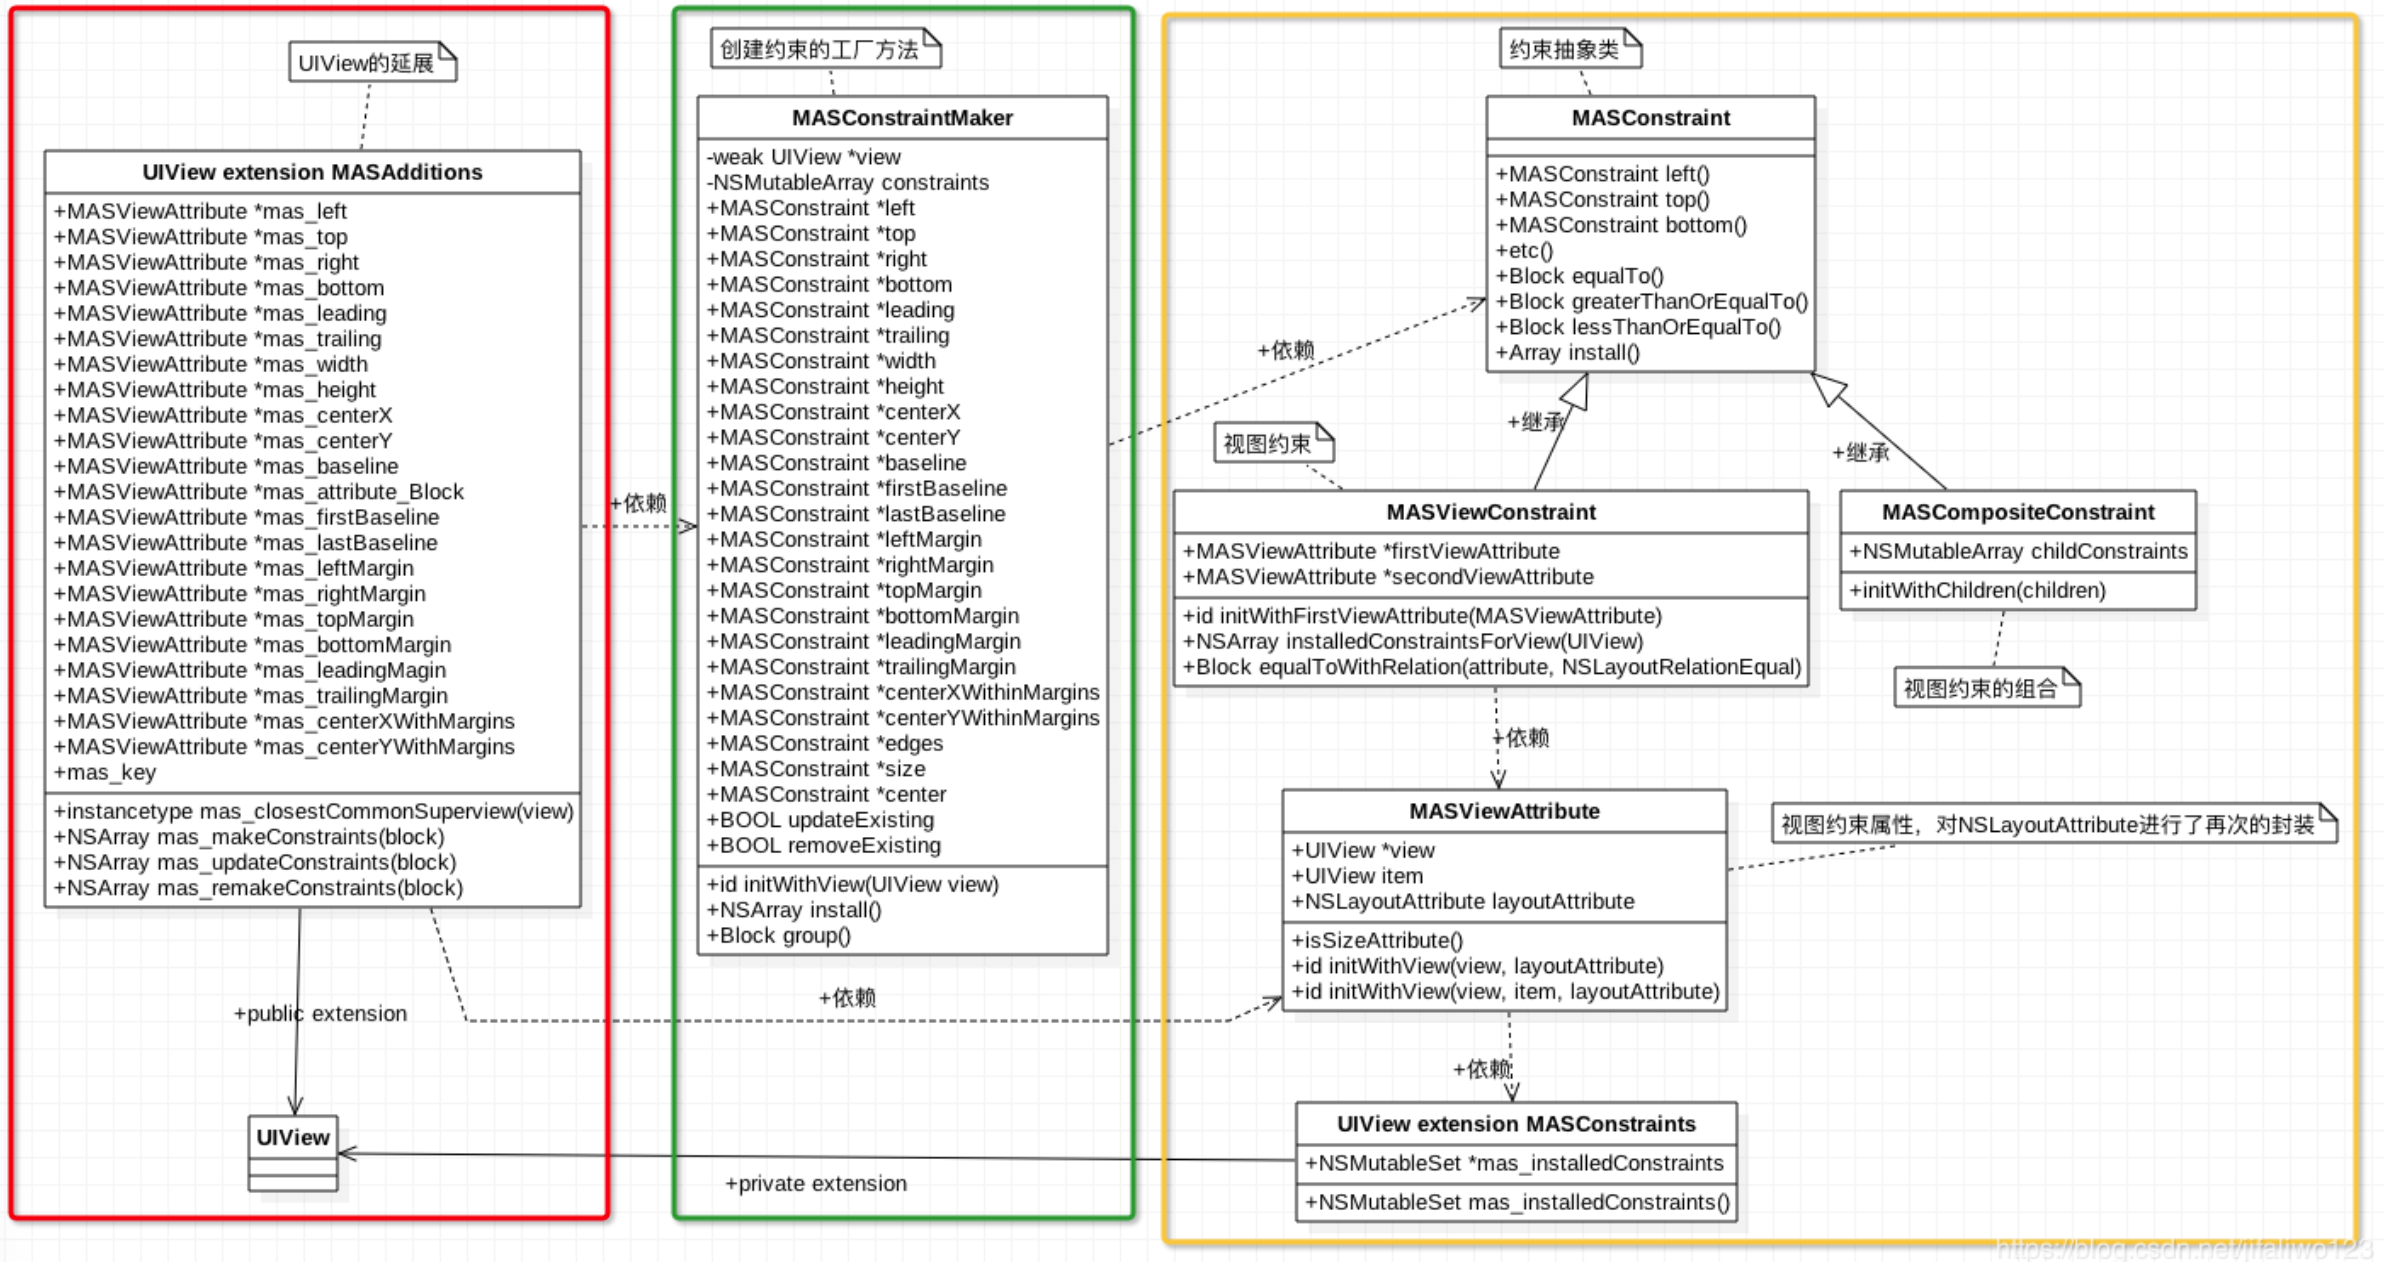 UIView的延展
UIView extension MASAdditions
+MASViewAttribute *mas_left
+MASViewAttribute *mas_top
+MASViewAttribute *mas_right
+MASViewAttribute *mas_bottom
+MASViewAttribute *mas_leading
+MASViewAttribute *mas_trailing
+MASViewAttribute *mas_width
+MASViewAttribute *mas_height
+MASViewAttribute *mas_centerX
+MASViewAttribute *mas_centerY
+MASViewAttribute *mas_baseline
+MASViewAttribute *mas_attribute_Block
+MASViewAttribute *mas_firstBaseline
+MASViewAttribute *mas_lastBaseline
+MASViewAttribute *mas_leftMargin
+MASViewAttribute *mas_rightMargin
+MASViewAttribute *mas_topMargin
+MASViewAttribute *mas_bottomMargin
+MASViewAttribute *mas_leadingMagin
+MASViewAttribute *mas_trailingMargin
+MASViewAttribute *mas_centerXWithMargins
+MASViewAttribute *mas_centerYWithMargins
+mas_key
+instancetype mas_closestCommonSuperview(view)
+NSArray mas_makeConstraints(block)
+NSArray mas_updateConstraints(block)
+NSArray mas_remakeConstraints(block)
+public extension
UIView
+依赖
创建约束的工厂方法
MASConstraintMaker
-weak UIView *view
-NSMutableArray constraints
+MASConstraint *left
+MASConstraint *top
+MASConstraint *right
+MASConstraint *bottom
+MASConstraint *leading
+MASConstraint *trailing
+MASConstraint *width
+MASConstraint *height
+MASConstraint *centerX
+MASConstraint *centerY
+MASConstraint *baseline
+MASConstraint *firstBaseline
+MASConstraint *lastBaseline
+MASConstraint *leftMargin
+MASConstraint *rightMargin
+MASConstraint *topMargin
+MASConstraint *bottomMargin
+MASConstraint *leadingMargin
+MASConstraint *trailingMargin
+MASConstraint *centerXWithinMargins
+MASConstraint *centerYWithinMargins
+MASConstraint *edges
+MASConstraint *size
+MASConstraint *center
+BOOL updateExisting
+BOOL removeExisting
+id initWithView(UIView view)
+NSArray install()
+Block group()
+依赖
+private extension
约束抽象类
MASConstraint
+MASConstraint left()
+MASConstraint top()
+MASConstraint bottom()
+etc()
+Block equalTo()
+Block greaterThanOrEqualTo()
+Block lessThanOrEqualTo()
+Array install()
+依赖
+继承
+继承
视图约束
MASViewConstraint
+MASViewAttribute *firstViewAttribute
+MASViewAttribute *secondViewAttribute
+id initWithFirstViewAttribute(MASViewAttribute)
+NSArray installedConstraintsForView(UIView)
+Block equalToWithRelation(attribute, NSLayoutRelationEqual)
MASCompositeConstraint
+NSMutableArray childConstraints
+initWithChildren(children)
视图约束的组合
+依赖
MASViewAttribute
+UIView *view
+UIView item
+NSLayoutAttribute layoutAttribute
+isSizeAttribute()
+id initWithView(view, layoutAttribute)
+id initWithView(view, item, layoutAttribute)
视图约束属性，对NSLayoutAttribute进行了再次的封装
+依赖
UIView extension MASConstraints
+NSMutableSet *mas_installedConstraints
+NSMutableSet mas_installedConstraints()
https://blog.csdn.net/jifaliwo123